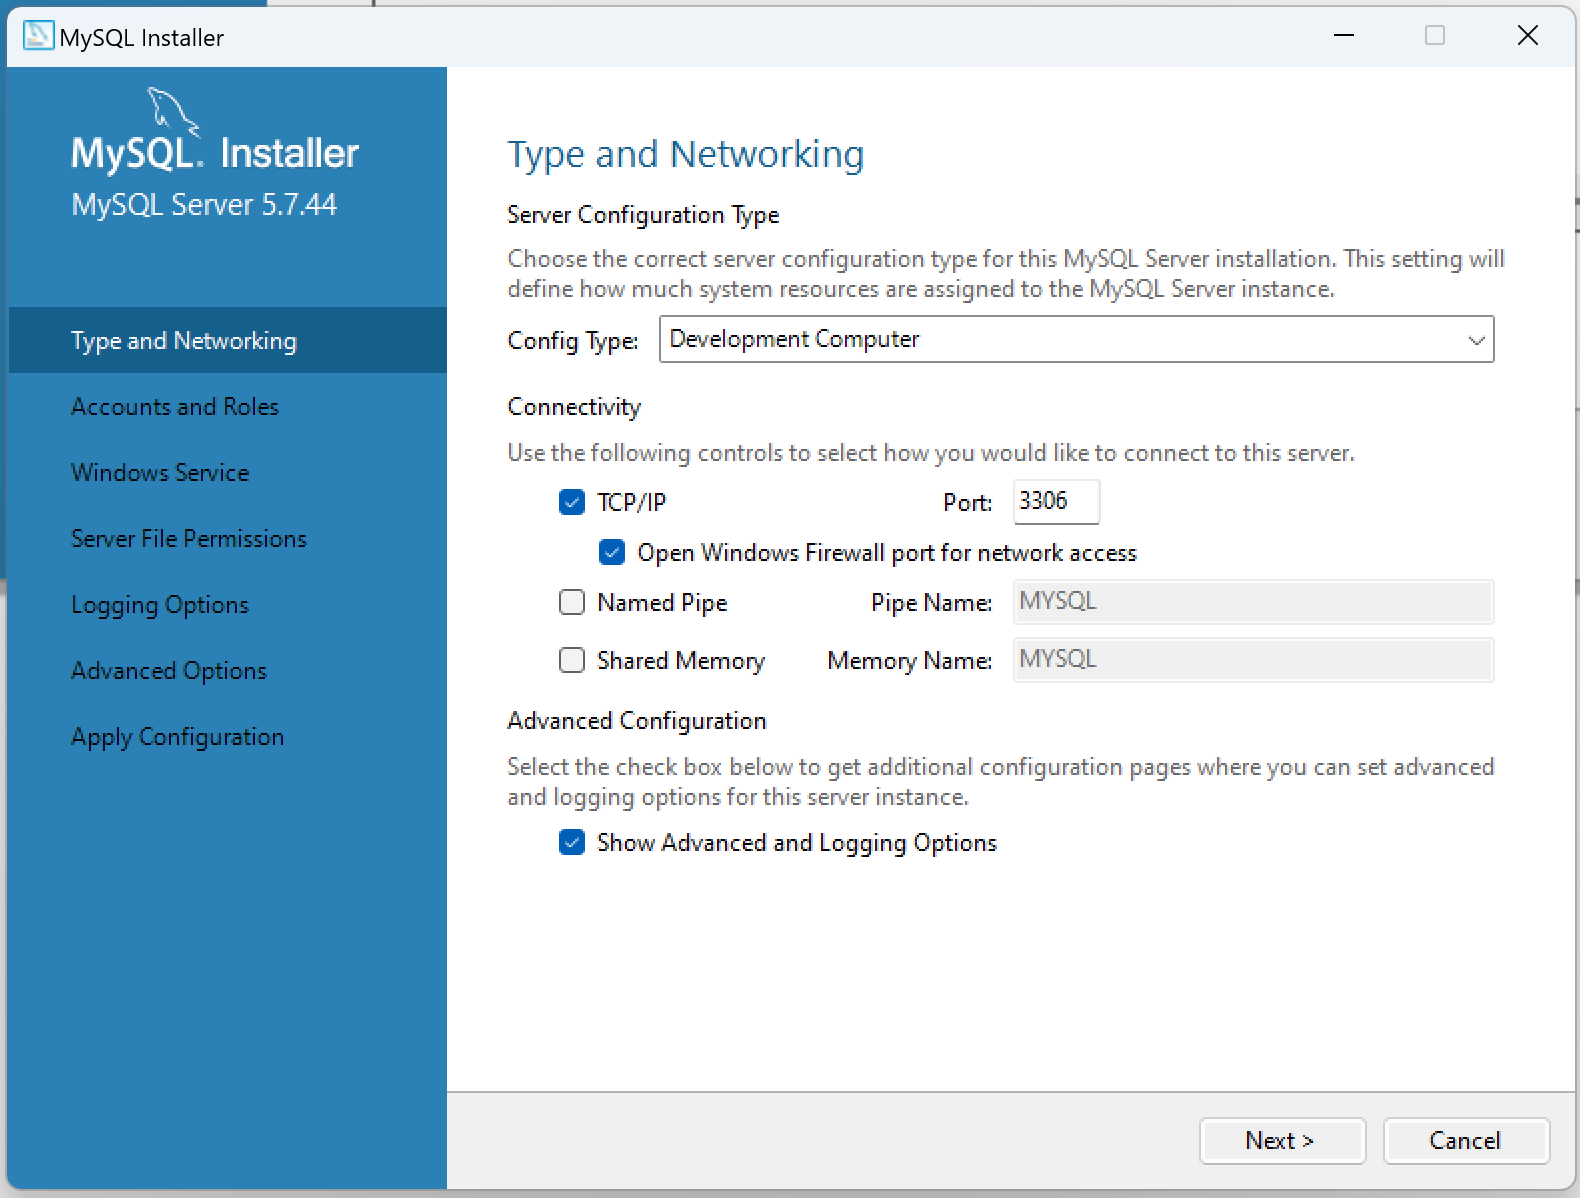 MySQL Installer
MySQL. Installer
MySQL Server 5.7.44
Type and Networking
Accounts and Roles
Windows Service
Server File Permissions
Logging Options
Advanced Options
Apply Configuration
Type and Networking
Server Configuration Type
Choose the correct server configuration type for this MySQL Server installation. This setting will
define how much system resources are assigned to the MySQL Server instance.
Config Type: Development Computer
Connectivity
Use the following controls to select how you would like to connect to this server.
TCP/IP Port: 3306
Open Windows Firewall port for network access
Named Pipe Pipe Name: MYSQL
Shared Memory Memory Name: MYSQL
Advanced Configuration
Select the check box below to get additional configuration pages where you can set advanced
and logging options for this server instance.
Show Advanced and Logging Options
Next > Cancel